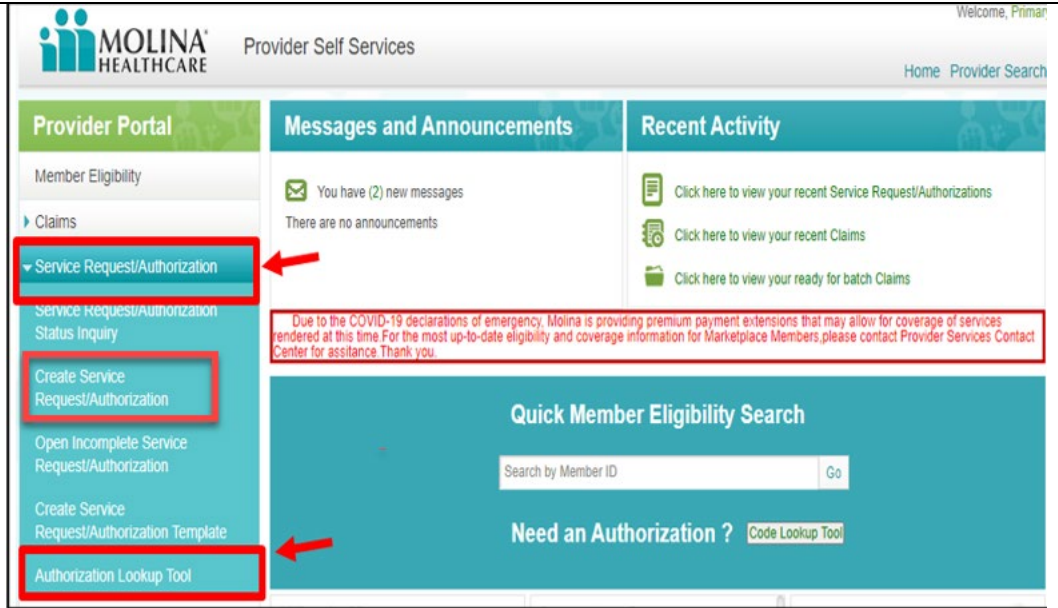 Welcome, Primar
MOLINA
HEALTHCARE
Provider Self Services
Home Provider Search
Provider Portal
Member Eligibility
Claims
Service Request/Authorization
Service Request/Authorization
Status Inquiry
Create Service
Request/Authorization
Open Incomplete Service
Request/Authorization
Create Service
Request/Authorization Template
Authorization Lookup Tool
Messages and Announcements
You have (2) new messages
There are no announcements
Recent Activity
Click here to view your recent Service Request/Authorizations
Click here to view your recent Claims
Click here to view your ready for batch Claims
Due to the COVID-19 declarations of emergency, Molina is providing premium payment extensions that may allow for coverage of services
rendered at this time.For the most up-to-date eligibility and coverage information for Marketplace Members,please contact Provider Services Contact
Center for assitance.Thank you.
Quick Member Eligibility Search
Search by Member ID
Go
Need an Authorization ? Code Lookup Tool